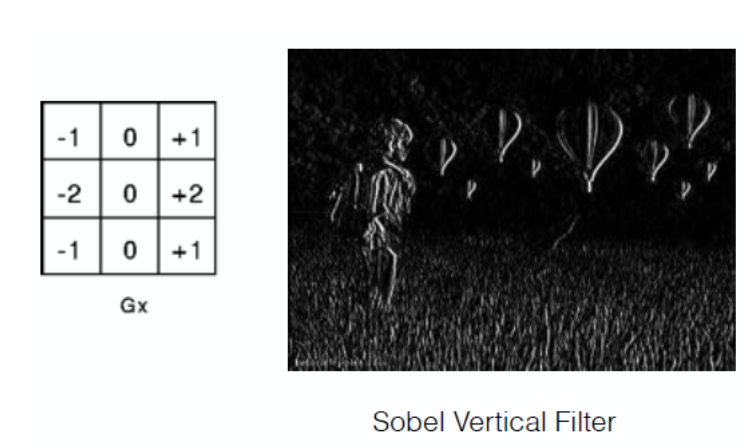 -1 0 +1
-2 0 +2
-1 0 +1
Gx
Sobel Vertical Filter